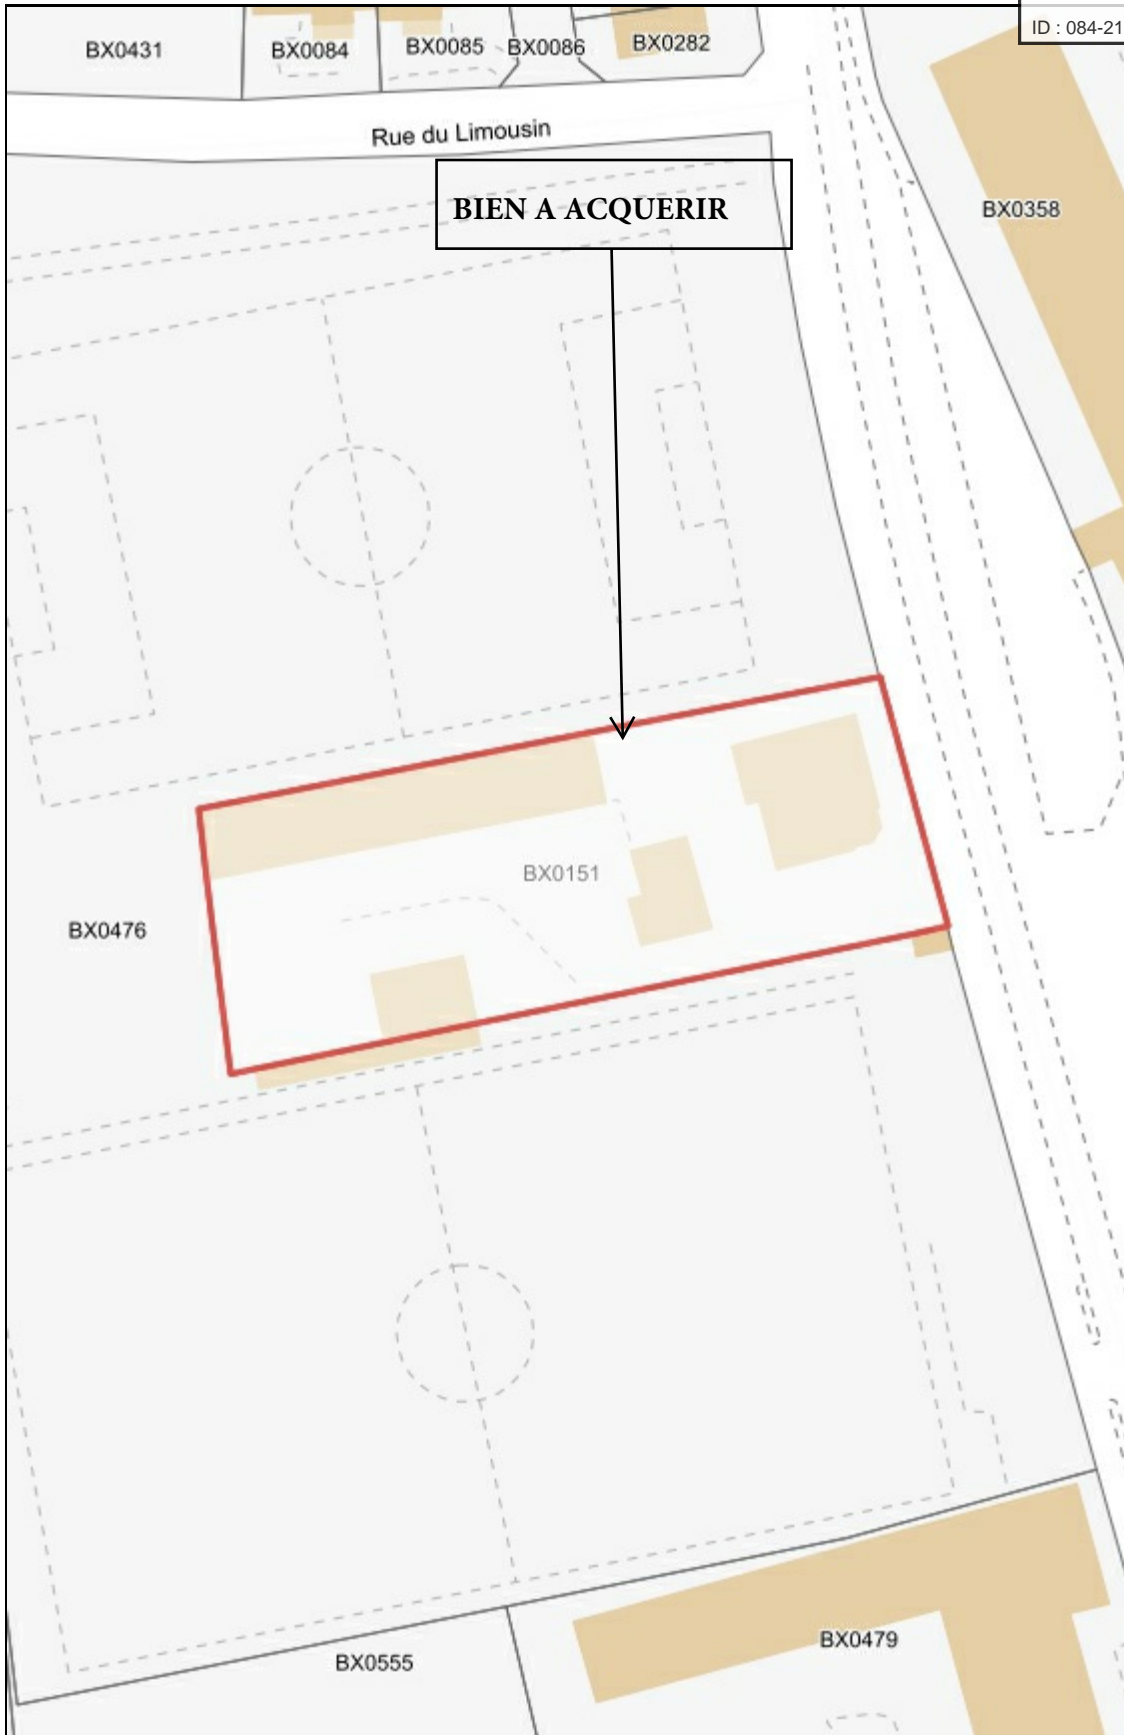 ID : 084-21
BX0431
BX0084
BX0085
BX0086
BX0282
Rue du Limousin
BIEN A ACQUERIR
BX0358
BX0151
BX0476
BX0479
BX0555